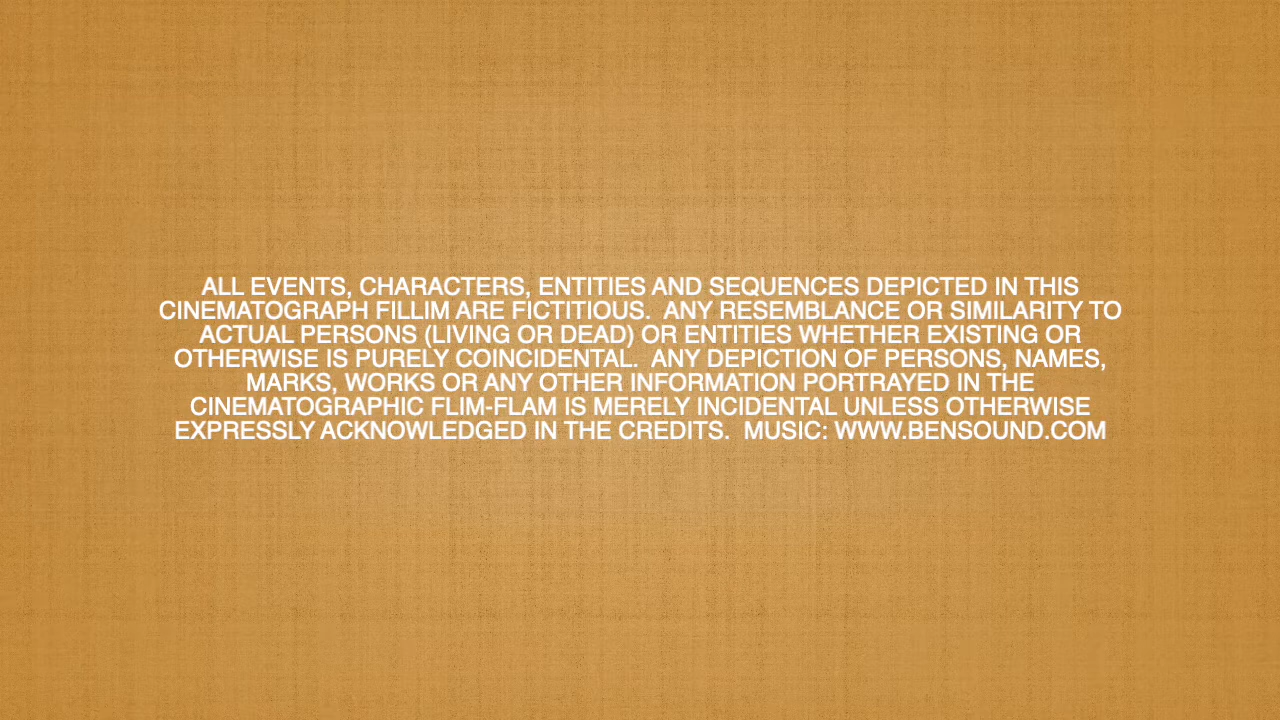 ALL EVENTS, CHARACTERS, ENTITIES AND SEQUENCES DEPICTED IN THIS
CINEMATOGRAPH FILLIM ARE FICTITIOUS.  ANY RESEMBLANCE OR SIMILARITY TO
ACTUAL PERSONS (LIVING OR DEAD) OR ENTITIES WHETHER EXISTING OR
OTHERWISE IS PURELY COINCIDENTAL.  ANY DEPICTION OF PERSONS, NAMES,
MARKS, WORKS OR ANY OTHER INFORMATION PORTRAYED IN THE
CINEMATOGRAPHIC FLIM-FLAM IS MERELY INCIDENTAL UNLESS OTHERWISE
EXPRESSLY ACKNOWLEDGED IN THE CREDITS.  MUSIC: WWW.BENSOUND.COM